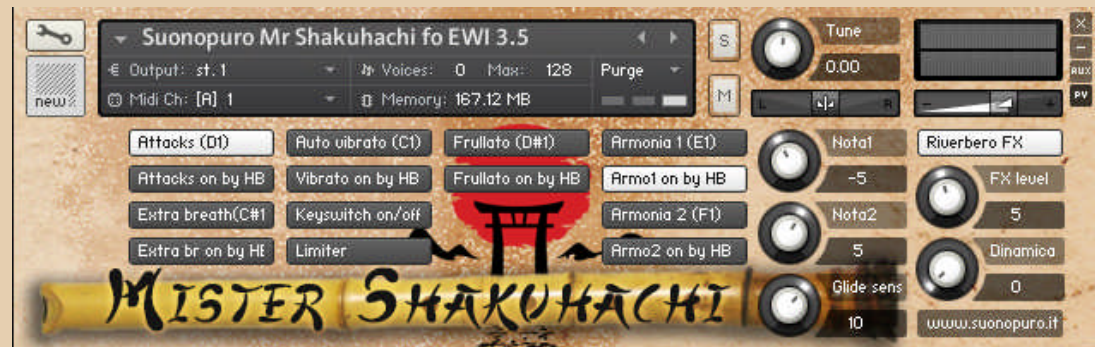 Suonopuro Mr Shakuhachi fo EWI 3.5
Output: st. 1
Voices: 0 Max: 128
Purge
Midi Ch: [A] 1
Memory: 167.12 MB
new
S
M
Tune
0.00
L R
- +
×
-
AUX
PV
Attacks (D1)
Auto vibrato (C1)
Frullato (D#1)
Armonia 1 (E1)
Attacks on by HB
Vibrato on by HB
Frullato on by HB
Armo1 on by HB
Extra breath(C#1
Keyswitch on/off
Armonia 2 (F1)
Extra br on by HB
Limiter
Armo2 on by HB
Nota1
-5
Nota2
5
Glide sens
10
Riverbero FX
FX level
5
Dinamica
0
www.suonopuro.it
MISTER SHAKUHACHI